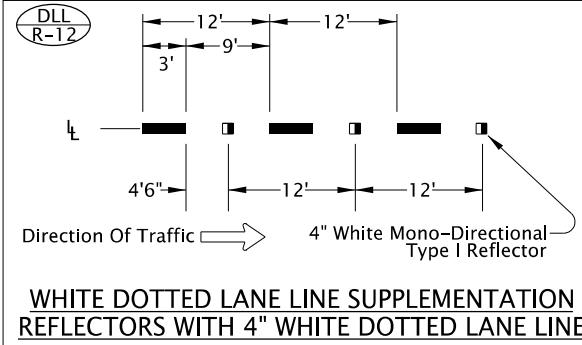 DLL
R-12
12'
12'
3'
9'
LL
4'6"
12'
12'
Direction Of Traffic
4" White Mono-Directional
Type I Reflector
WHITE DOTTED LANE LINE SUPPLEMENTATION
REFLECTORS WITH 4" WHITE DOTTED LANE LINE